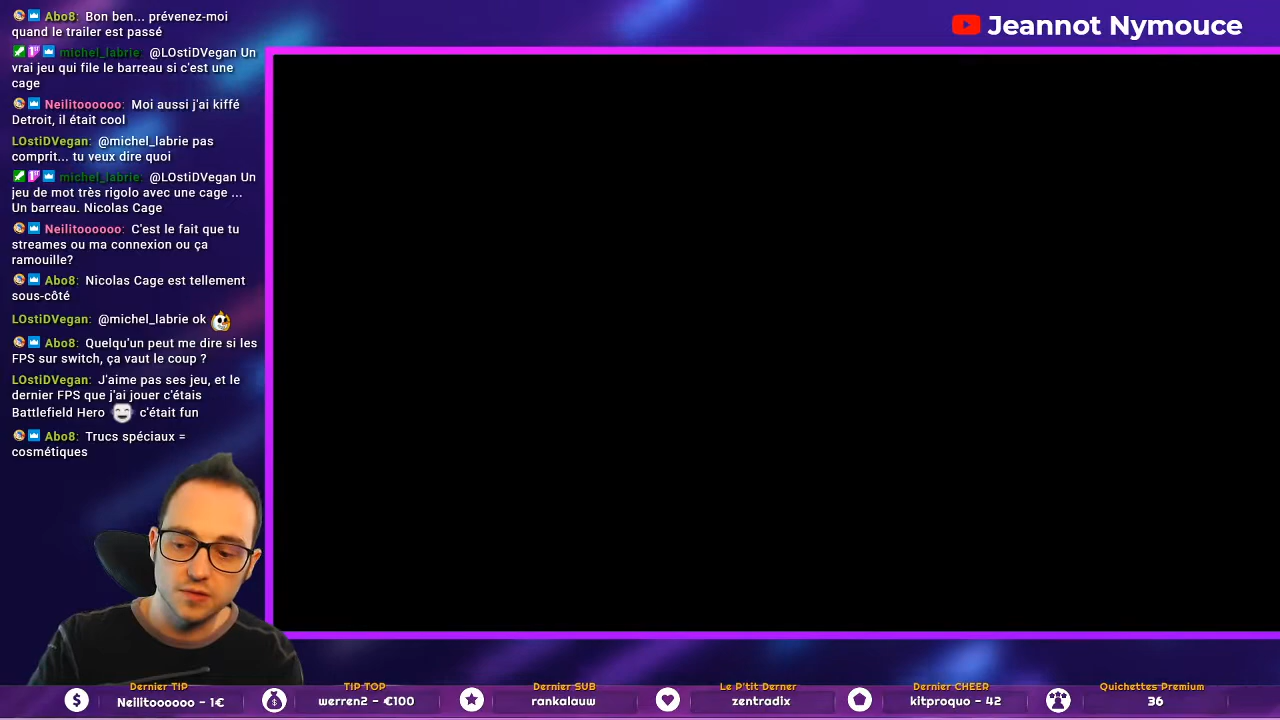 Abo8: Bon ben... prévenez-moi
quand le trailer est passé
michel_labrie: @LOstiDVegan Un
vrai jeu qui file le barreau si c'est une
cage
Neilitoooooo: Moi aussi j'ai kiffé
Detroit, il était cool
LOstiDVegan: @michel_labrie pas
comprit... tu veux dire quoi
michel_labrie: @LOstiDVegan Un
jeu de mot très rigolo avec une cage ...
Un barreau. Nicolas Cage
Neilitoooooo: C'est le fait que tu
streames ou ma connexion ou ça
ramouille?
Abo8: Nicolas Cage est tellement
sous-côté
LOstiDVegan: @michel_labrie ok
Abo8: Quelqu'un peut me dire si les
FPS sur switch, ça vaut le coup ?
LOstiDVegan: J'aime pas ses jeu, et le
dernier FPS que j'ai jouer c'étais
Battlefield Hero c'était fun
Abo8: Trucs spéciaux =
cosmétiques
Jeannot Nymouce
Dernier TIP
Neilitoooooo - 1€
TIP TOP
werren2 - €100
Dernier SUB
rankalauw
Le P'tit Derner
zentradix
Dernier CHEER
kitproquo - 42
Quichettes Premium
36